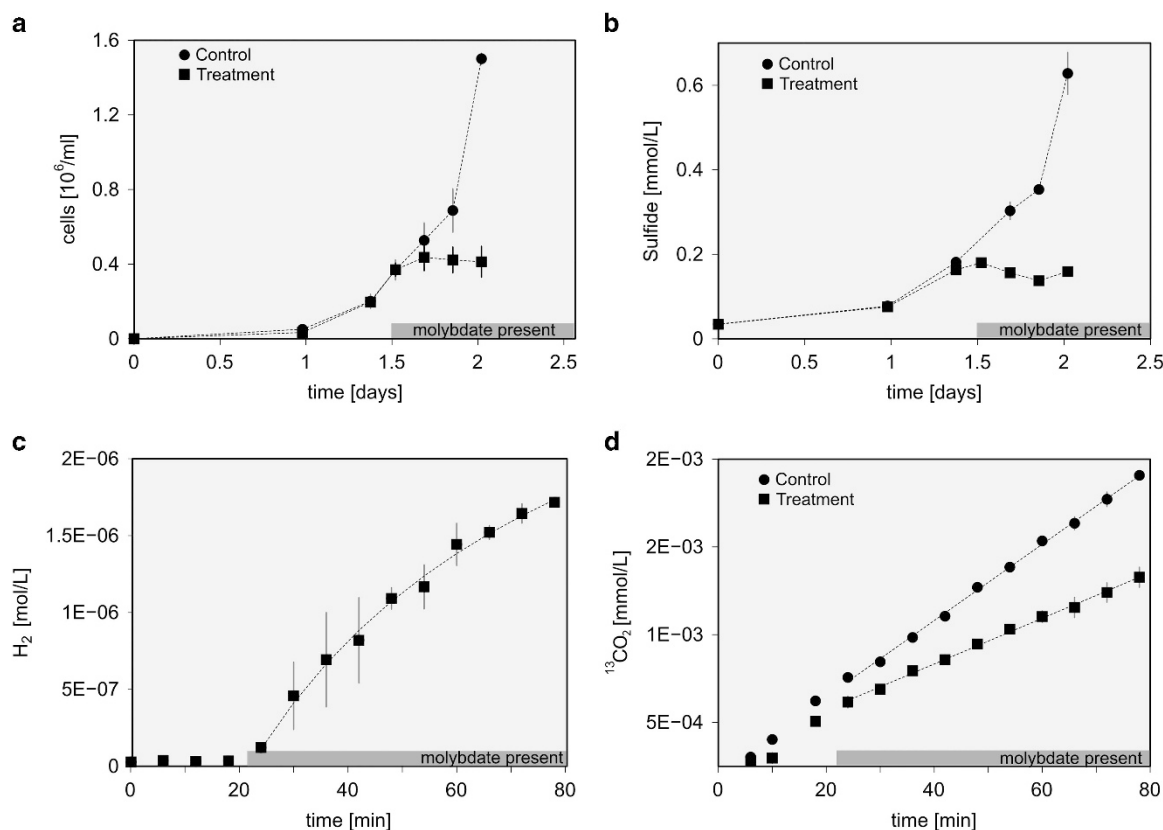 a
1.6
1.2
0.8
0.4
0
cells [10⁶/ml]
Control
Treatment
molybdate present
0
1
1.5
2
2.5
time [days]
b
0.6
0.4
0.2
0
Sulfide [mmol/L]
Control
Treatment
molybdate present
0
1
1.5
2
2.5
time [days]
c
2E−06
1.5E−06
1E−06
5E−07
0
H₂ [mol/L]
molybdate present
0
20
40
60
80
time [min]
d
2E−03
2E−03
1E−03
5E−04
¹³CO₂ [mmol/L]
Control
Treatment
molybdate present
0
20
40
60
80
time [min]